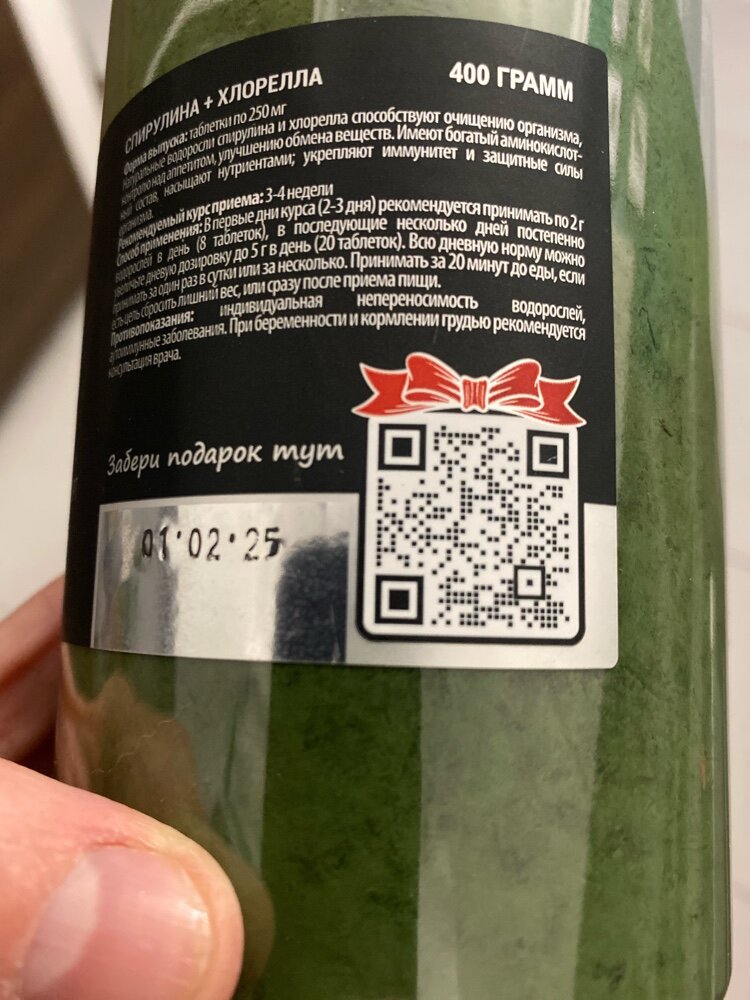 СПИРУЛИНА + ХЛОРЕЛЛА
400 ГРАММ
Форма выпуска: таблетки по 250 мг
Натуральные водоросли спирулина и хлорелла способствуют очищению организма,
контролю над аппетитом, улучшению обмена веществ. Имеют богатый аминокислот-
ный состав, насыщают нутриентами; укрепляют иммунитет и защитные силы
организма.
Рекомендуемый курс приема: 3-4 недели
Способ применения: В первые дни курса (2-3 дня) рекомендуется принимать по 2 г
водорослей в день (8 таблеток), в последующие несколько дней постепенно
увеличьте дневую дозировку до 5 г в день (20 таблеток). Всю дневную норму можно
принимать за один раз в сутки или за несколько. Принимать за 20 минут до еды, если
есть цель сбросить лишний вес, или сразу после приема пищи.
Противопоказания: индивидуальная непереносимость водорослей,
аутоиммунные заболевания. При беременности и кормлении грудью рекомендуется
консультация врача.
Забери подарок тут
01·02·25